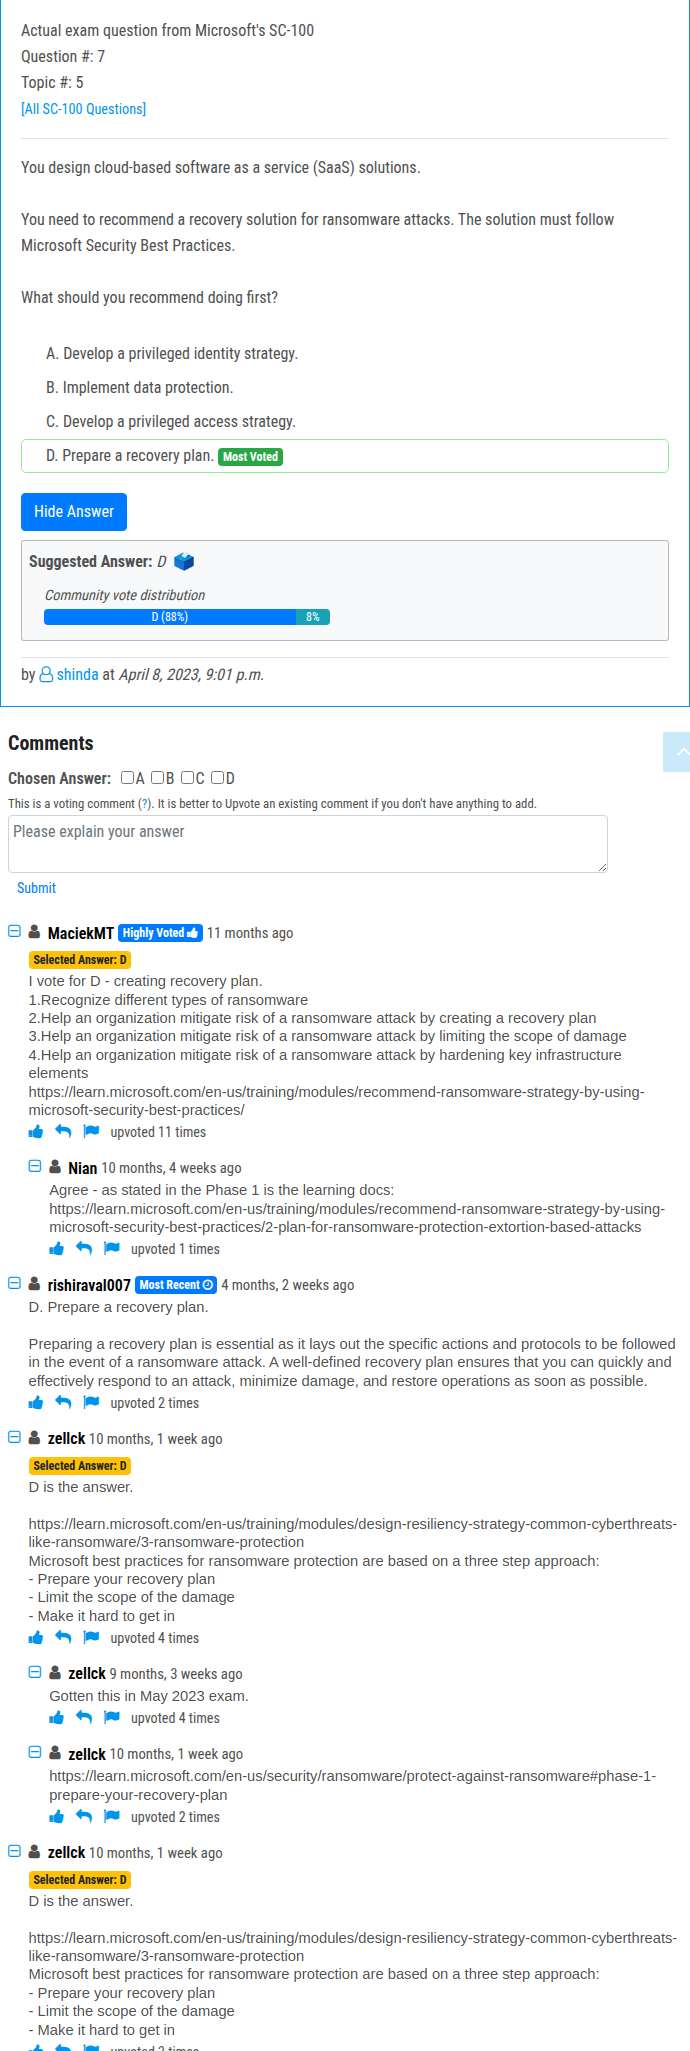 Actual exam question from Microsoft's SC-100
Question #: 7
Topic #: 5
[All SC-100 Questions]
You design cloud-based software as a service (SaaS) solutions.
You need to recommend a recovery solution for ransomware attacks. The solution must follow
Microsoft Security Best Practices.
What should you recommend doing first?
A. Develop a privileged identity strategy.
B. Implement data protection.
C. Develop a privileged access strategy.
D. Prepare a recovery plan. Most Voted
Hide Answer
Suggested Answer: D
Community vote distribution
D (88%) 8%
by shinda at April 8, 2023, 9:01 p.m.
Comments
Chosen Answer: A B C D
This is a voting comment (?). It is better to Upvote an existing comment if you don't have anything to add.
Please explain your answer
Submit
MaciekMT Highly Voted 11 months ago
Selected Answer: D
I vote for D - creating recovery plan.
1.Recognize different types of ransomware
2.Help an organization mitigate risk of a ransomware attack by creating a recovery plan
3.Help an organization mitigate risk of a ransomware attack by limiting the scope of damage
4.Help an organization mitigate risk of a ransomware attack by hardening key infrastructure
elements
https://learn.microsoft.com/en-us/training/modules/recommend-ransomware-strategy-by-using-
microsoft-security-best-practices/
upvoted 11 times
Nian 10 months, 4 weeks ago
Agree - as stated in the Phase 1 is the learning docs:
https://learn.microsoft.com/en-us/training/modules/recommend-ransomware-strategy-by-using-
microsoft-security-best-practices/2-plan-for-ransomware-protection-extortion-based-attacks
upvoted 1 times
rishiraval007 Most Recent 4 months, 2 weeks ago
D. Prepare a recovery plan.
Preparing a recovery plan is essential as it lays out the specific actions and protocols to be followed
in the event of a ransomware attack. A well-defined recovery plan ensures that you can quickly and
effectively respond to an attack, minimize damage, and restore operations as soon as possible.
upvoted 2 times
zellck 10 months, 1 week ago
Selected Answer: D
D is the answer.
https://learn.microsoft.com/en-us/training/modules/design-resiliency-strategy-common-cyberthreats-
like-ransomware/3-ransomware-protection
Microsoft best practices for ransomware protection are based on a three step approach:
- Prepare your recovery plan
- Limit the scope of the damage
- Make it hard to get in
upvoted 4 times
zellck 9 months, 3 weeks ago
Gotten this in May 2023 exam.
upvoted 4 times
zellck 10 months, 1 week ago
https://learn.microsoft.com/en-us/security/ransomware/protect-against-ransomware#phase-1-
prepare-your-recovery-plan
upvoted 2 times
zellck 10 months, 1 week ago
Selected Answer: D
D is the answer.
https://learn.microsoft.com/en-us/training/modules/design-resiliency-strategy-common-cyberthreats-
like-ransomware/3-ransomware-protection
Microsoft best practices for ransomware protection are based on a three step approach:
- Prepare your recovery plan
- Limit the scope of the damage
- Make it hard to get in